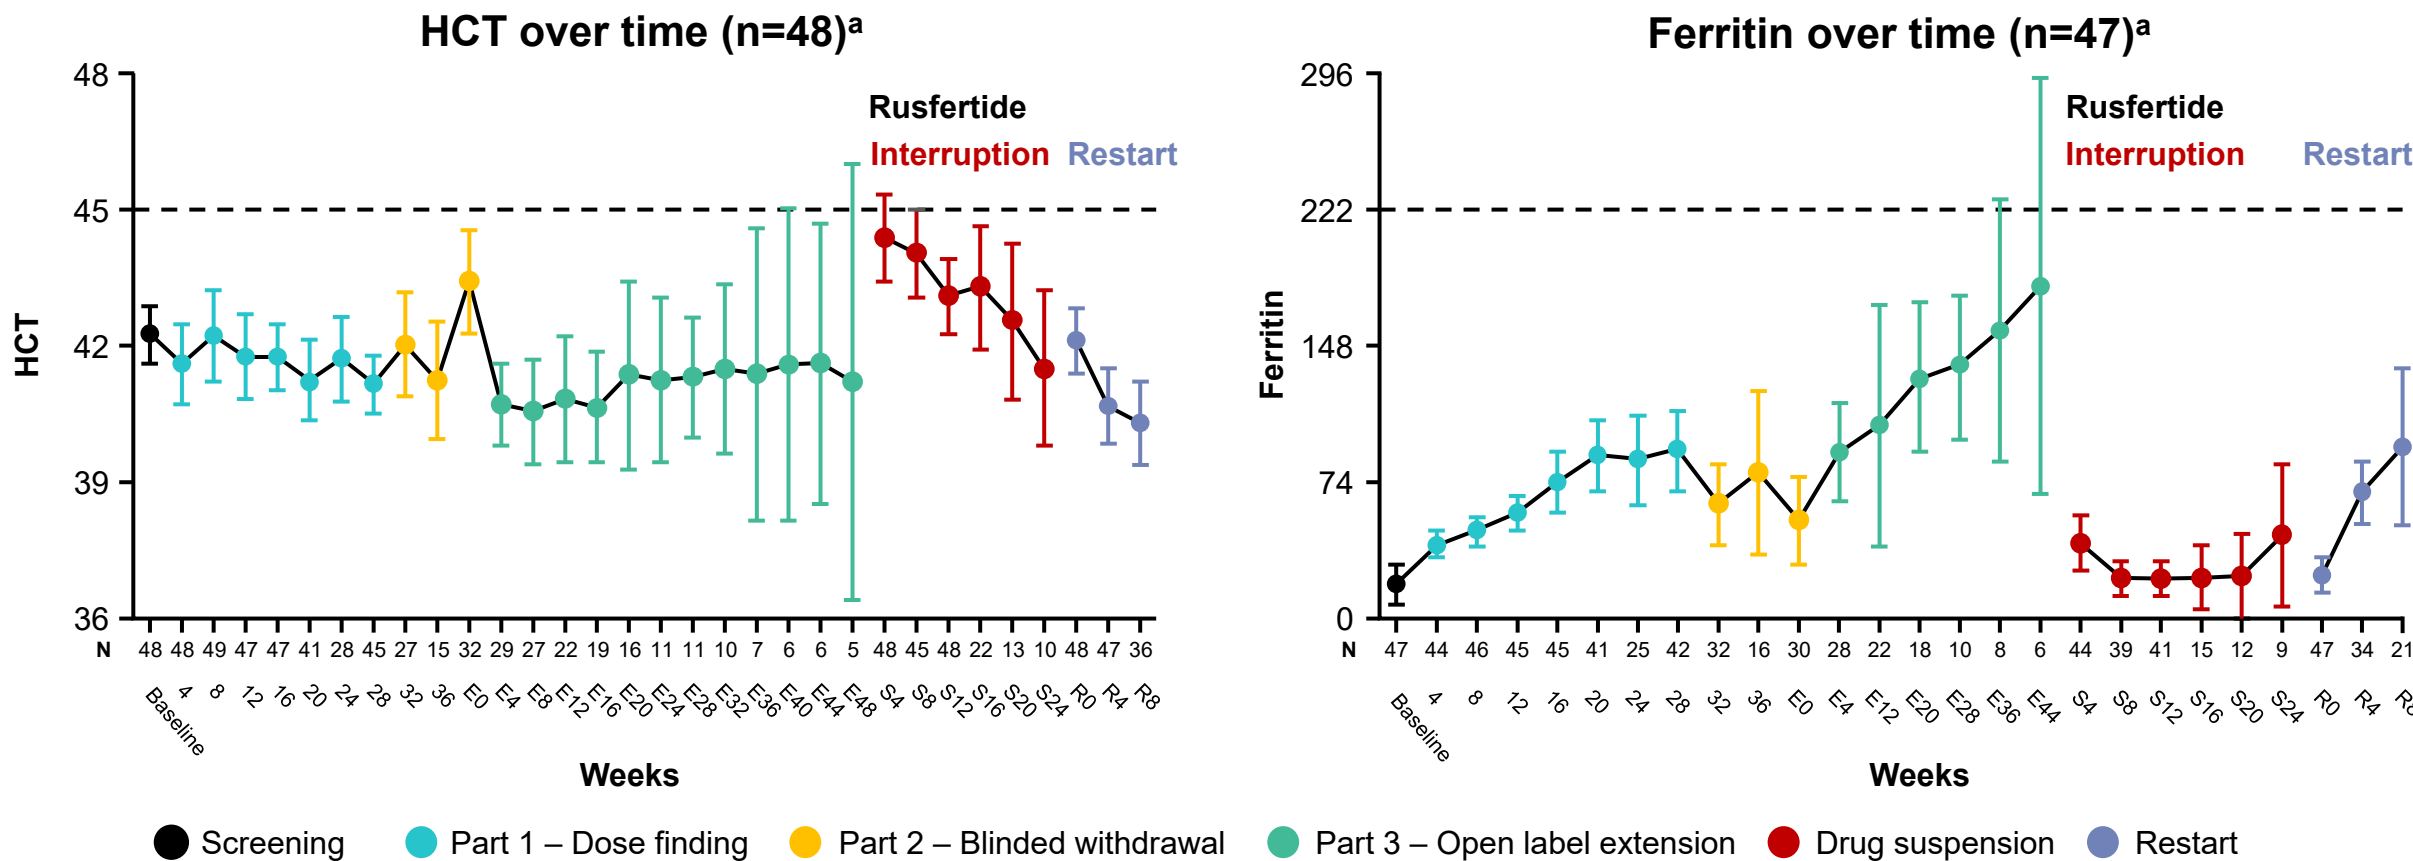 HCT over time (n=48)ª
48
45
42
39
36
HCT
Rusfertide
Interruption Restart
N 48 48 49 47 47 41 28 45 27 15 32 29 27 22 19 16 11 11 10 7 6 6 5 48 44 48 22 13 10 48 47 36
Baseline 4 8 12 16 20 24 28 32 36 E0 E4 E8 E12 E16 E20 E24 E28 E32 E36 E40 E44 E48 S4 S8 S12 S16 S20 S24 R0 R4 R8
Weeks
Ferritin over time (n=47)ª
296
222
148
74
0
Ferritin
Rusfertide
Interruption Restart
N 47 44 46 45 45 41 25 42 32 16 30 28 22 18 10 8 6 44 39 41 15 12 9 47 34 21
Baseline 4 8 12 16 20 24 28 32 36 E0 E4 E12 E20 E28 E36 E44 S4 S8 S12 S16 S20 S24 R0 R4 R8
Weeks
Screening Part 1 – Dose finding Part 2 – Blinded withdrawal Part 3 – Open label extension Drug suspension Restart